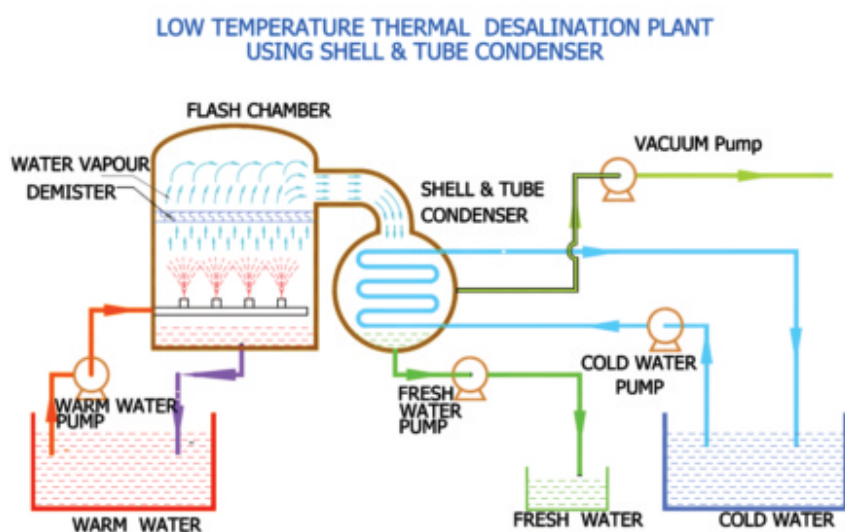 LOW TEMPERATURE THERMAL DESALINATION PLANT
USING SHELL & TUBE CONDENSER
FLASH CHAMBER
WATER VAPOUR
DEMISTER
SHELL & TUBE
CONDENSER
VACUUM Pump
WARM WATER
PUMP
FRESH
WATER
PUMP
COLD WATER
PUMP
WARM WATER
FRESH WATER
COLD WATER